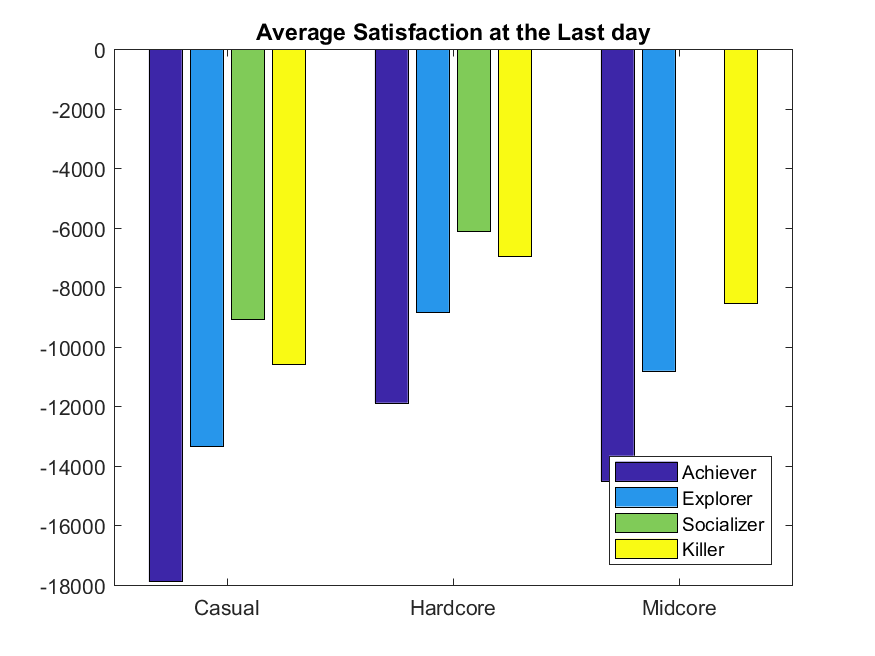 Average Satisfaction at the Last day
0
-2000
-4000
-6000
-8000
-10000
-12000
-14000
-16000
-18000
Casual
Hardcore
Midcore
Achiever
Explorer
Socializer
Killer